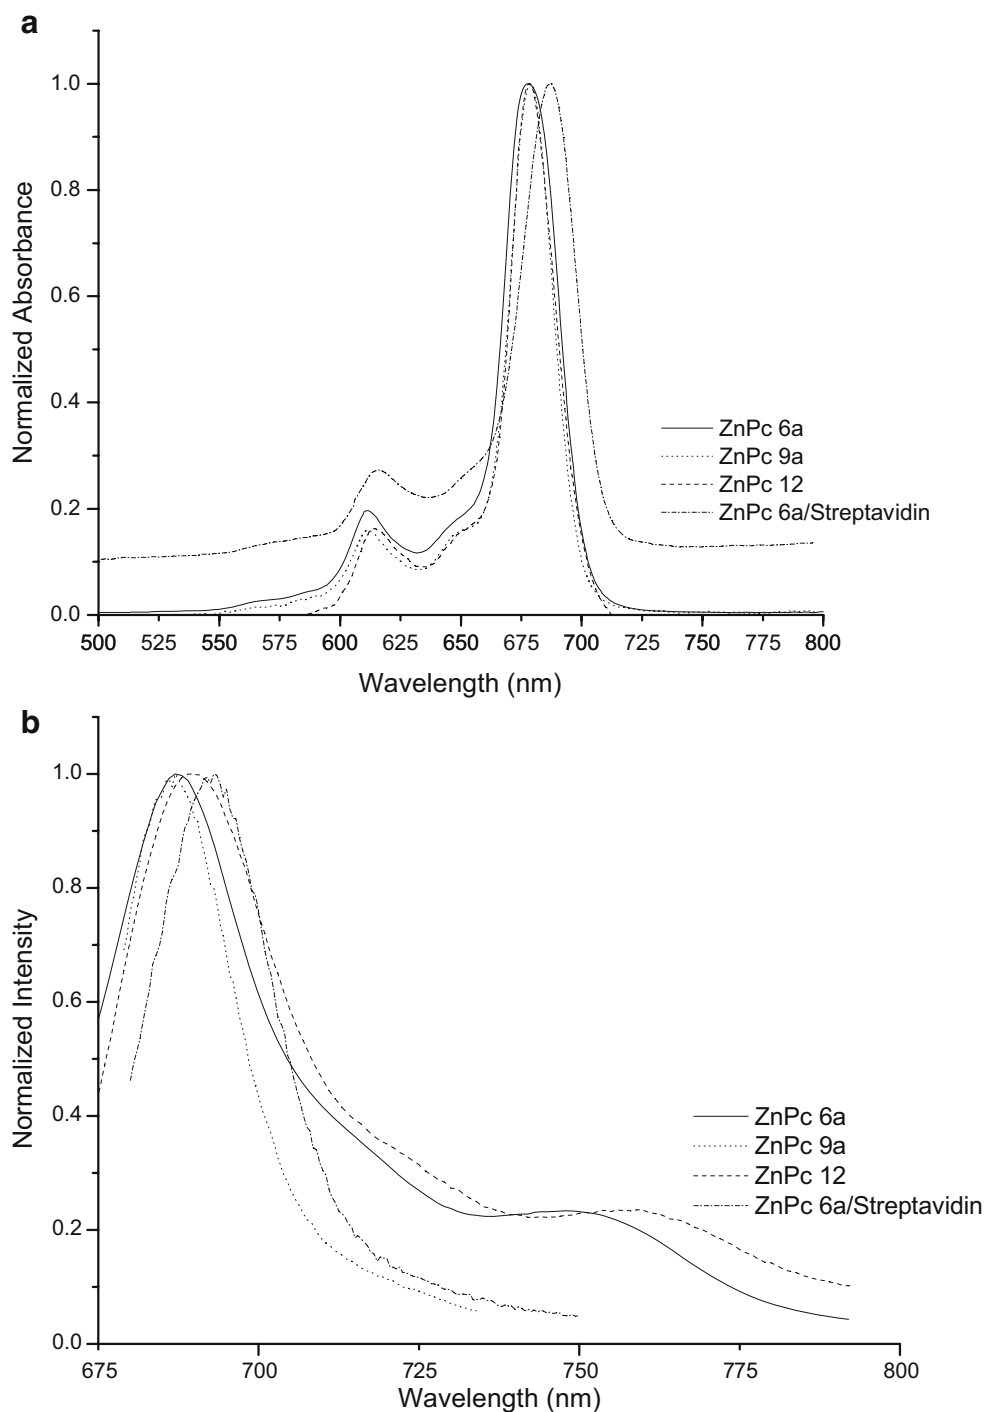 a
1.0
0.8
0.6
0.4
0.2
0.0
Normalized Absorbance
ZnPc 6a
ZnPc 9a
ZnPc 12
ZnPc 6a/Streptavidin
500 525 550 575 600 625 650 675 700 725 750 775 800
Wavelength (nm)
b
1.0
0.8
0.6
0.4
0.2
0.0
Normalized Intensity
ZnPc 6a
ZnPc 9a
ZnPc 12
ZnPc 6a/Streptavidin
675 700 725 750 775 800
Wavelength (nm)